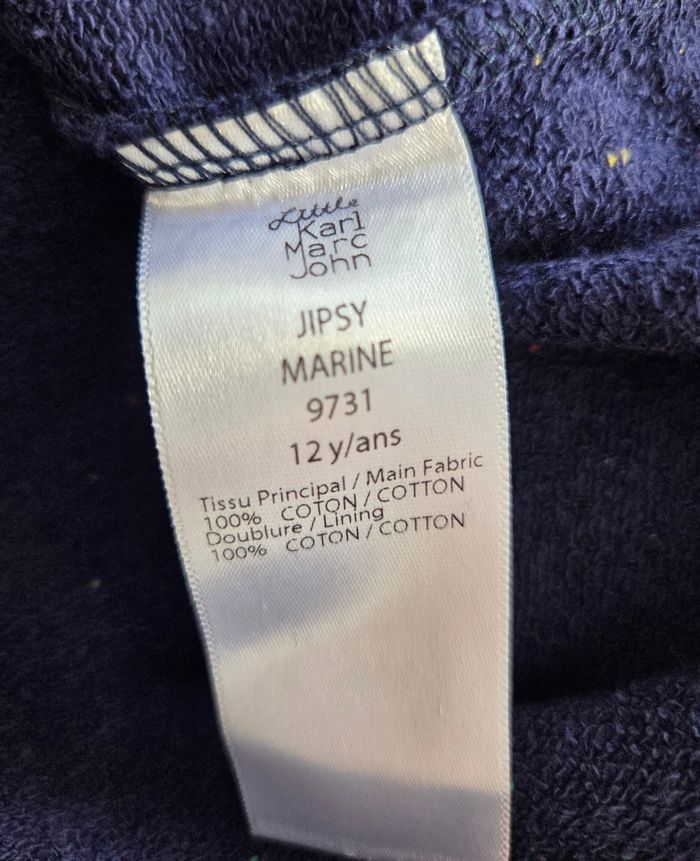 Little
Karl
Marc
John
JIPSY
MARINE
9731
12 y/ans
Tissu Principal / Main Fabric
100% COTON / COTTON
Doublure / Lining
100% COTON / COTTON